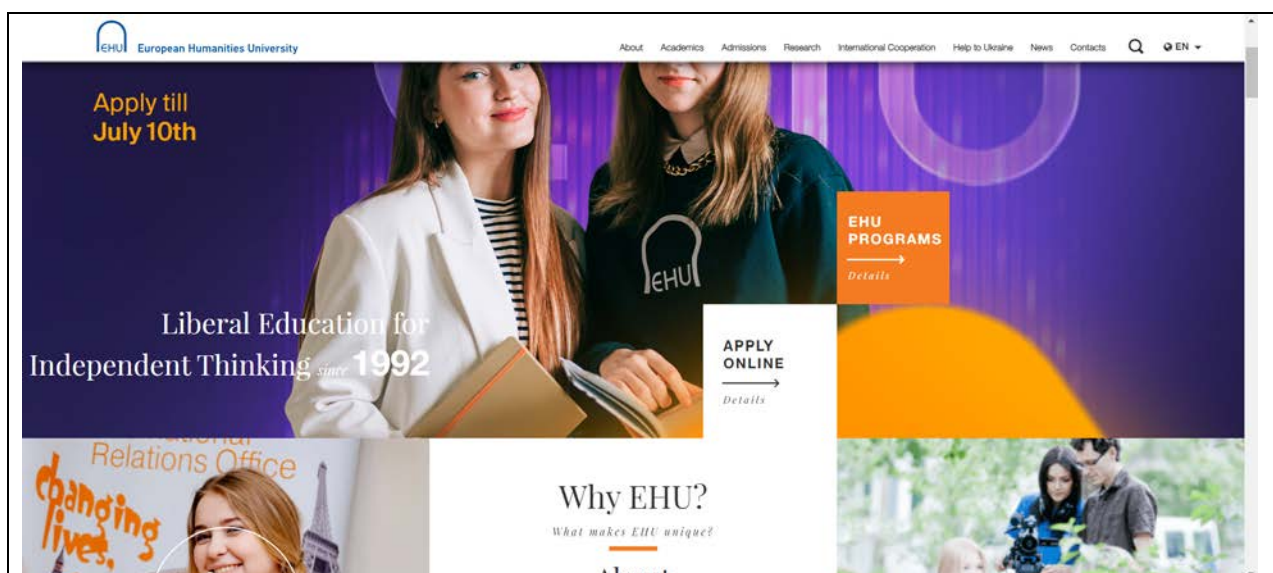 EHU European Humanities University
About Academics Admissions Research International Cooperation Help to Ukraine News Contacts EN
Apply till
July 10th
EHU
EHU
PROGRAMS
Details
Liberal Education for
Independent Thinking since 1992
APPLY
ONLINE
Details
Relations Office
changing
lives.
Why EHU?
What makes EHU unique?